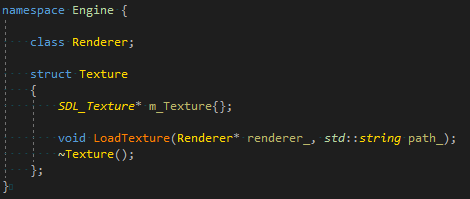 namespace Engine {
class Renderer;
struct Texture
{
SDL_Texture* m_Texture{};
void LoadTexture(Renderer* renderer_, std::string path_);
~Texture();
};
}